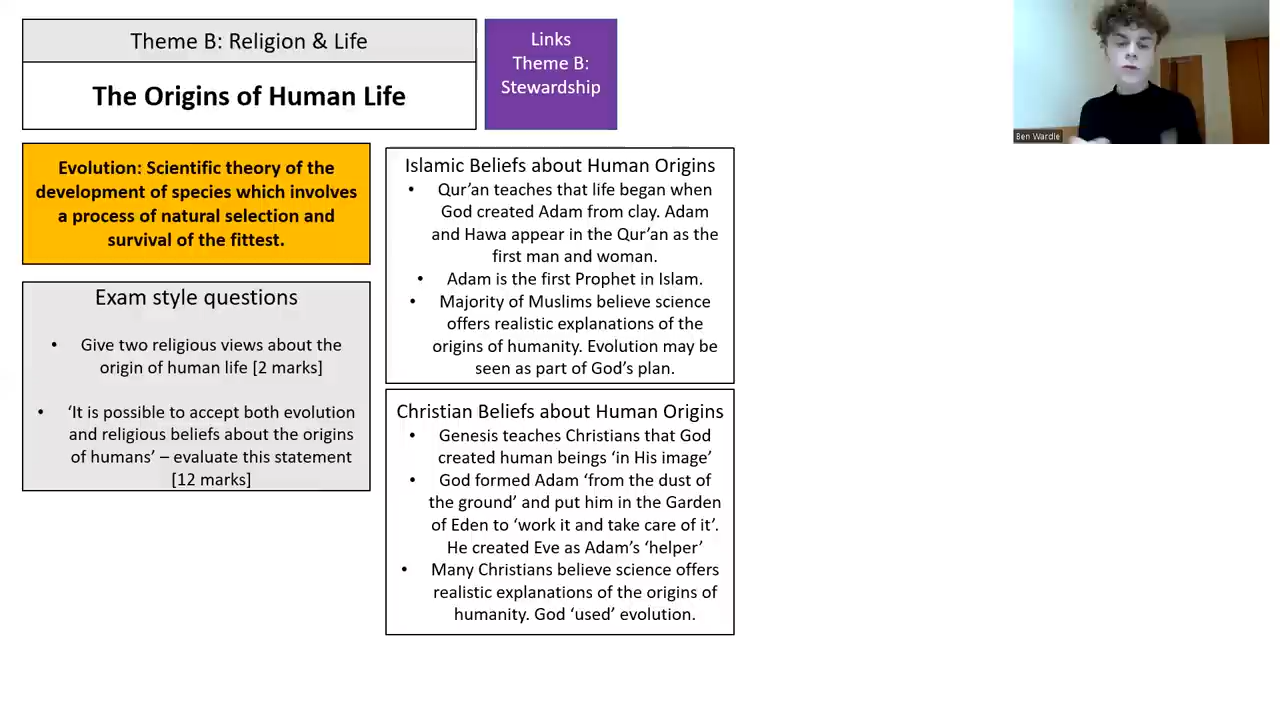 Theme B: Religion & Life
The Origins of Human Life
Links
Theme B:
Stewardship
Ben Wardle
Evolution: Scientific theory of the
development of species which involves
a process of natural selection and
survival of the fittest.
Exam style questions
• Give two religious views about the
origin of human life [2 marks]
• ‘It is possible to accept both evolution
and religious beliefs about the origins
of humans’ – evaluate this statement
[12 marks]
Islamic Beliefs about Human Origins
• Qur’an teaches that life began when
God created Adam from clay. Adam
and Hawa appear in the Qur’an as the
first man and woman.
• Adam is the first Prophet in Islam.
• Majority of Muslims believe science
offers realistic explanations of the
origins of humanity. Evolution may be
seen as part of God’s plan.
Christian Beliefs about Human Origins
• Genesis teaches Christians that God
created human beings ‘in His image’
• God formed Adam ‘from the dust of
the ground’ and put him in the Garden
of Eden to ‘work it and take care of it’.
He created Eve as Adam’s ‘helper’
• Many Christians believe science offers
realistic explanations of the origins of
humanity. God ‘used’ evolution.